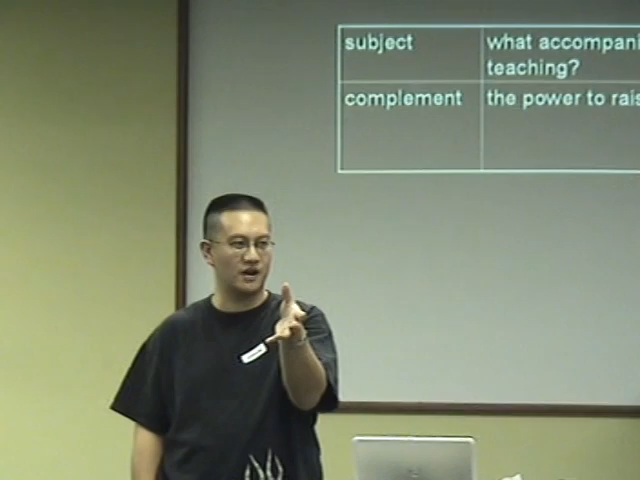 subject
what accompani
teaching?
complement
the power to rais